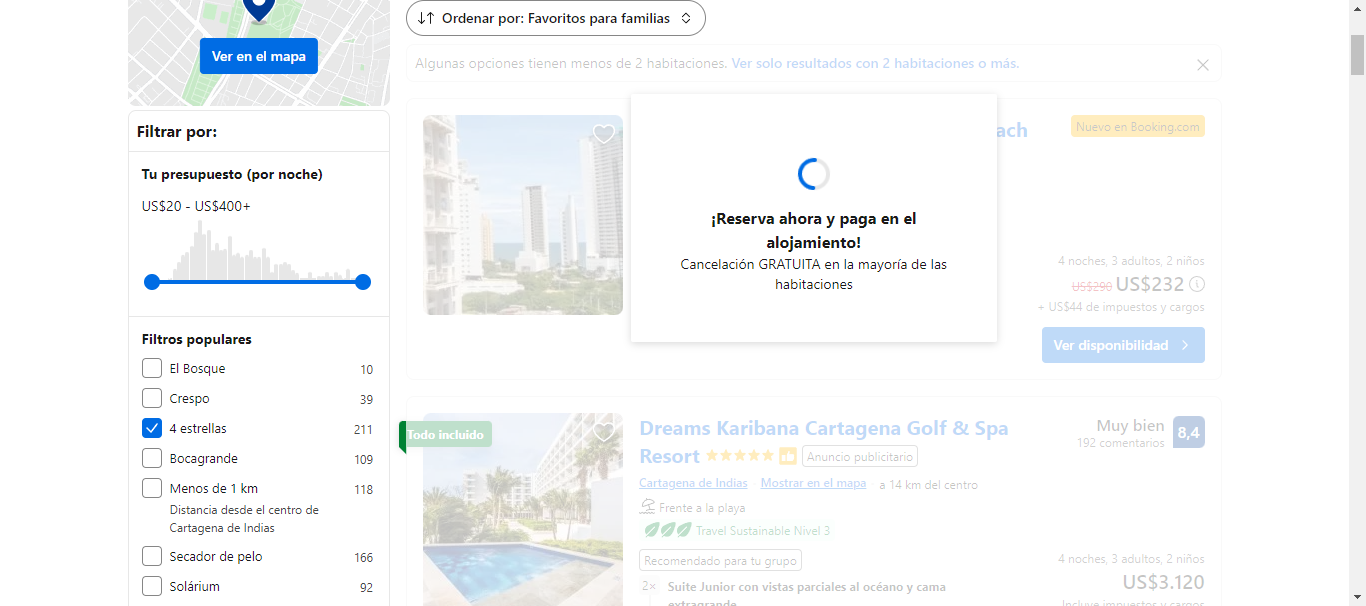 Ver en el mapa
Filtrar por:
Tu presupuesto (por noche)
US$20 - US$400+
Filtros populares
El Bosque 10
Crespo 39
4 estrellas 211
Bocagrande 109
Menos de 1 km 118
Distancia desde el centro de
Cartagena de Indias
Secador de pelo 166
Solárium 92
Ordenar por: Favoritos para familias
Algunas opciones tienen menos de 2 habitaciones. Ver solo resultados con 2 habitaciones o más.
ach
Nuevo en Booking.com
¡Reserva ahora y paga en el
alojamiento!
Cancelación GRATUITA en la mayoría de las
habitaciones
4 noches, 3 adultos, 2 niños
US$290 US$232
+ US$44 de impuestos y cargos
Ver disponibilidad
Todo incluido
Dreams Karibana Cartagena Golf & Spa
Resort Anuncio publicitario
Muy bien
192 comentarios
8,4
Cartagena de Indias Mostrar en el mapa a 14 km del centro
Frente a la playa
Travel Sustainable Nivel 3
Recomendado para tu grupo
2× Suite Junior con vistas parciales al océano y cama
extragrande
4 noches, 3 adultos, 2 niños
US$3.120
Incluye impuestos y cargos